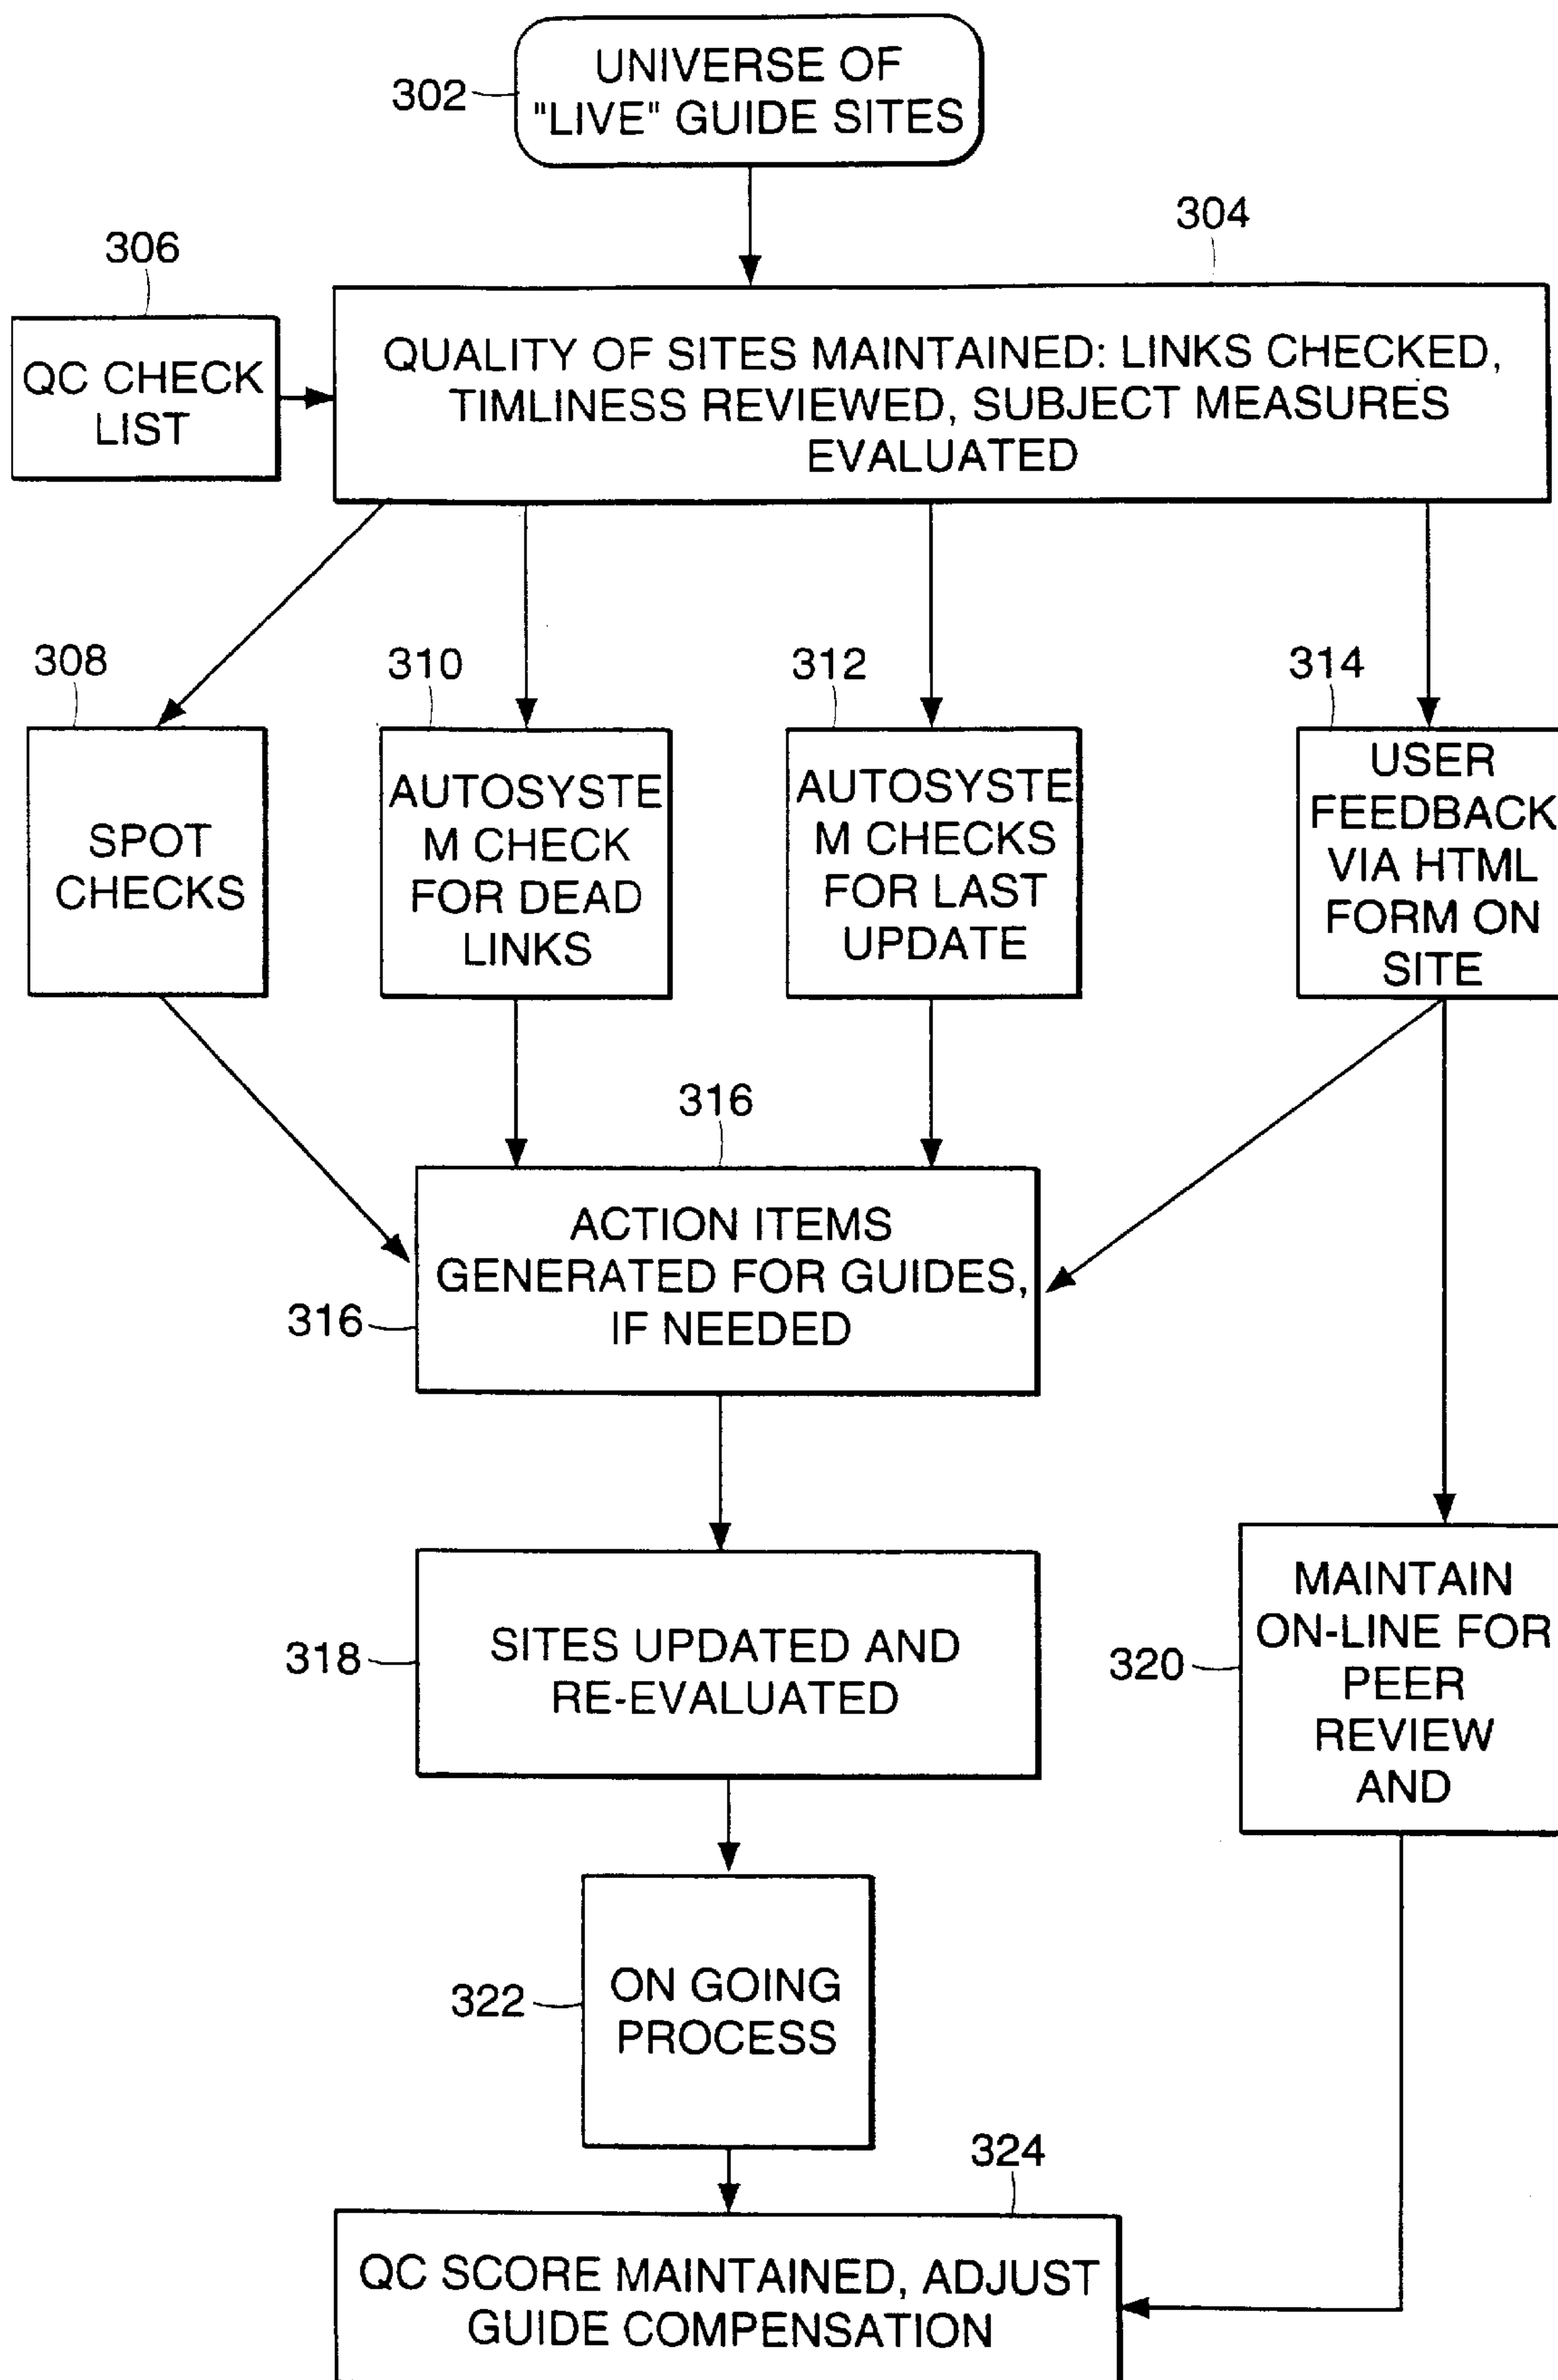 302
UNIVERSE OF
"LIVE" GUIDE SITES
304
306
QC CHECK
LIST
QUALITY OF SITES MAINTAINED: LINKS CHECKED,
TIMLINESS REVIEWED, SUBJECT MEASURES
EVALUATED
308
310
312
314
SPOT
CHECKS
AUTOSYSTE
M CHECK
FOR DEAD
LINKS
AUTOSYSTE
M CHECKS
FOR LAST
UPDATE
USER
FEEDBACK
VIA HTML
FORM ON
SITE
316
ACTION ITEMS
GENERATED FOR GUIDES,
IF NEEDED
316
318
SITES UPDATED AND
RE-EVALUATED
320
MAINTAIN
ON-LINE FOR
PEER
REVIEW
AND
322
ON GOING
PROCESS
324
QC SCORE MAINTAINED, ADJUST
GUIDE COMPENSATION